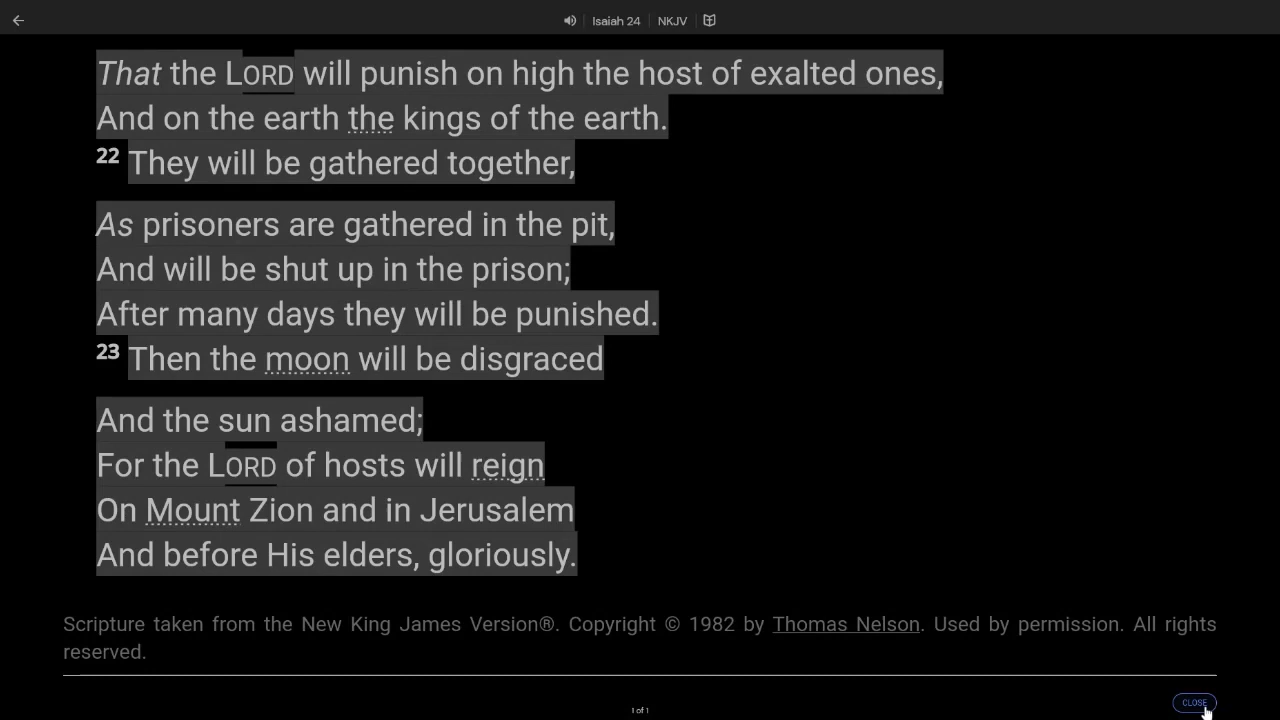 Isaiah 24 NKJV
That the LORD will punish on high the host of exalted ones,
And on the earth the kings of the earth.
22 They will be gathered together,
As prisoners are gathered in the pit,
And will be shut up in the prison;
After many days they will be punished.
23 Then the moon will be disgraced
And the sun ashamed;
For the LORD of hosts will reign
On Mount Zion and in Jerusalem
And before His elders, gloriously.
Scripture taken from the New King James Version®. Copyright © 1982 by Thomas Nelson. Used by permission. All rights
reserved.
1 of 1
CLOSE